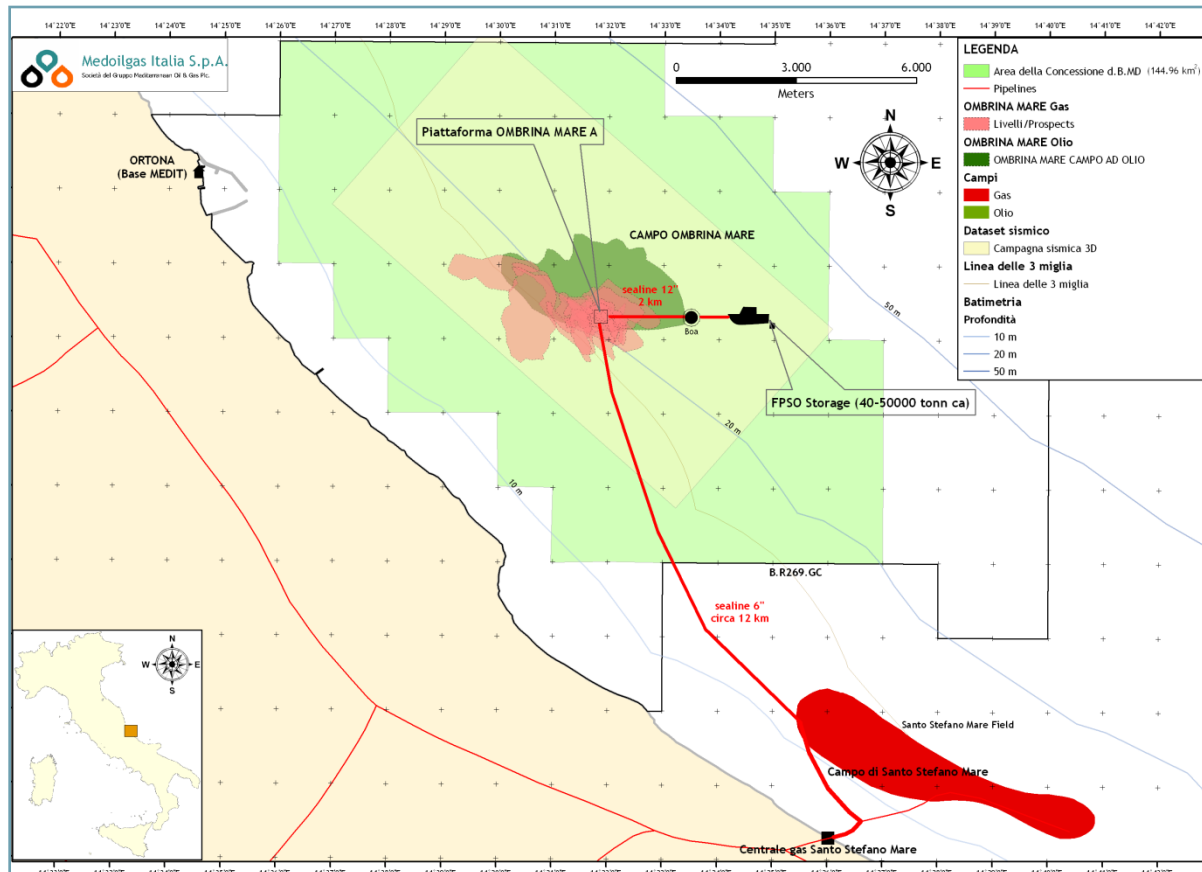 14°22'0"E 14°23'0"E 14°24'0"E 14°25'0"E 14°26'0"E 14°27'0"E 14°28'0"E 14°29'0"E 14°30'0"E 14°31'0"E 14°32'0"E 14°33'0"E 14°34'0"E 14°35'0"E 14°36'0"E 14°37'0"E 14°38'0"E 14°39'0"E 14°40'0"E 14°41'0"E 14°42'0"E
Medoilgas Italia S.p.A.
Società del Gruppo Mediterranean Oil & Gas Plc.
0 3.000 6.000
Meters
N
W E
S
LEGENDA
Area della Concessione d.B.MD (144.96 km²)
Pipelines
OMBRINA MARE Gas
Livelli/Prospects
OMBRINA MARE Olio
OMBRINA MARE CAMPO AD OLIO
Campi
Gas
Olio
Dataset sismico
Campagna sismica 3D
Linea delle 3 miglia
Linea delle 3 miglia
Batimetria
Profondità
10 m
20 m
50 m
Piattaforma OMBRINA MARE A
ORTONA
(Base MEDIT)
CAMPO OMBRINA MARE
sealine 12"
2 km
Boa
50 m
FPSO Storage (40-50000 tonn ca)
20 m
10 m
B.R269.GC
sealine 6"
circa 12 km
N
W E
S
Santo Stefano Mare Field
Campo di Santo Stefano Mare
Centrale gas Santo Stefano Mare